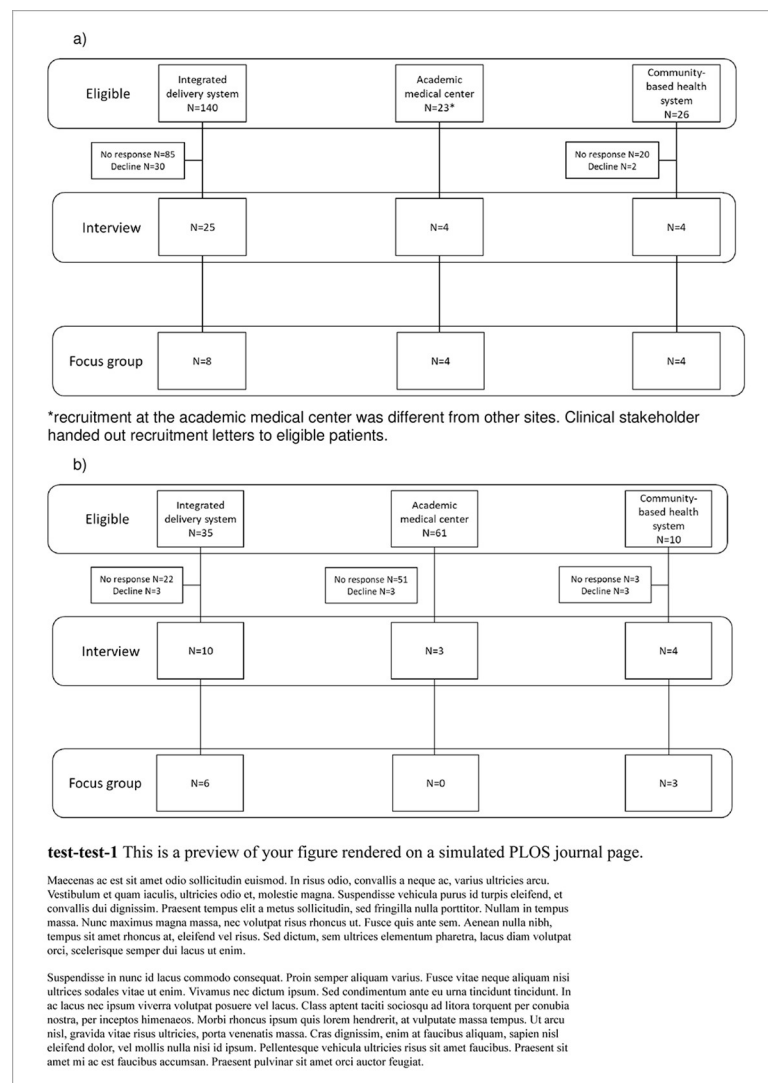 a)
Eligible
Integrated
delivery system
N=140
Academic
medical center
N=23*
Community-
based health
system
N=26
No response N=85
Decline N=30
No response N=20
Decline N=2
Interview
N=25
N=4
N=4
Focus group
N=8
N=4
N=4
*recruitment at the academic medical center was different from other sites. Clinical stakeholder
handed out recruitment letters to eligible patients.
b)
Eligible
Integrated
delivery system
N=35
Academic
medical center
N=61
Community-
based health
system
N=10
No response N=22
Decline N=3
No response N=51
Decline N=3
No response N=3
Decline N=3
Interview
N=10
N=3
N=4
Focus group
N=6
N=0
N=3
test-test-1 This is a preview of your figure rendered on a simulated PLOS journal page.
Maecenas ac est sit amet odio sollicitudin euismod. In risus odio, convallis a neque ac, varius ultricies arcu.
Vestibulum et quam iaculis, ultricies odio et, molestie magna. Suspendisse vehicula purus id turpis eleifend, et
convallis dui dignissim. Praesent tempus elit a metus sollicitudin, sed fringilla nulla porttitor. Nullam in tempus
massa. Nunc maximus magna massa, nec volutpat risus rhoncus ut. Fusce quis ante sem. Aenean nulla nibh,
tempus sit amet rhoncus at, eleifend vel risus. Sed dictum, sem ultrices elementum pharetra, lacus diam volutpat
orci, scelerisque semper dui lacus ut enim.
Suspendisse in nunc id lacus commodo consequat. Proin semper aliquam varius. Fusce vitae neque aliquam nisi
ultrices sodales vitae ut enim. Vivamus nec dictum ipsum. Sed condimentum ante eu urna tincidunt tincidunt. In
ac lacus nec ipsum viverra volutpat posuere vel lacus. Class aptent taciti sociosqu ad litora torquent per conubia
nostra, per inceptos himenaeos. Morbi rhoncus ipsum quis lorem hendrerit, at vulputate massa tempus. Ut arcu
nisl, gravida vitae risus ultricies, porta venenatis massa. Cras dignissim, enim at faucibus aliquam, sapien nisl
eleifend dolor, vel mollis nulla nisi id ipsum. Pellentesque vehicula ultricies risus sit amet faucibus. Praesent sit
amet mi ac est faucibus accumsan. Praesent pulvinar sit amet orci auctor feugiat.